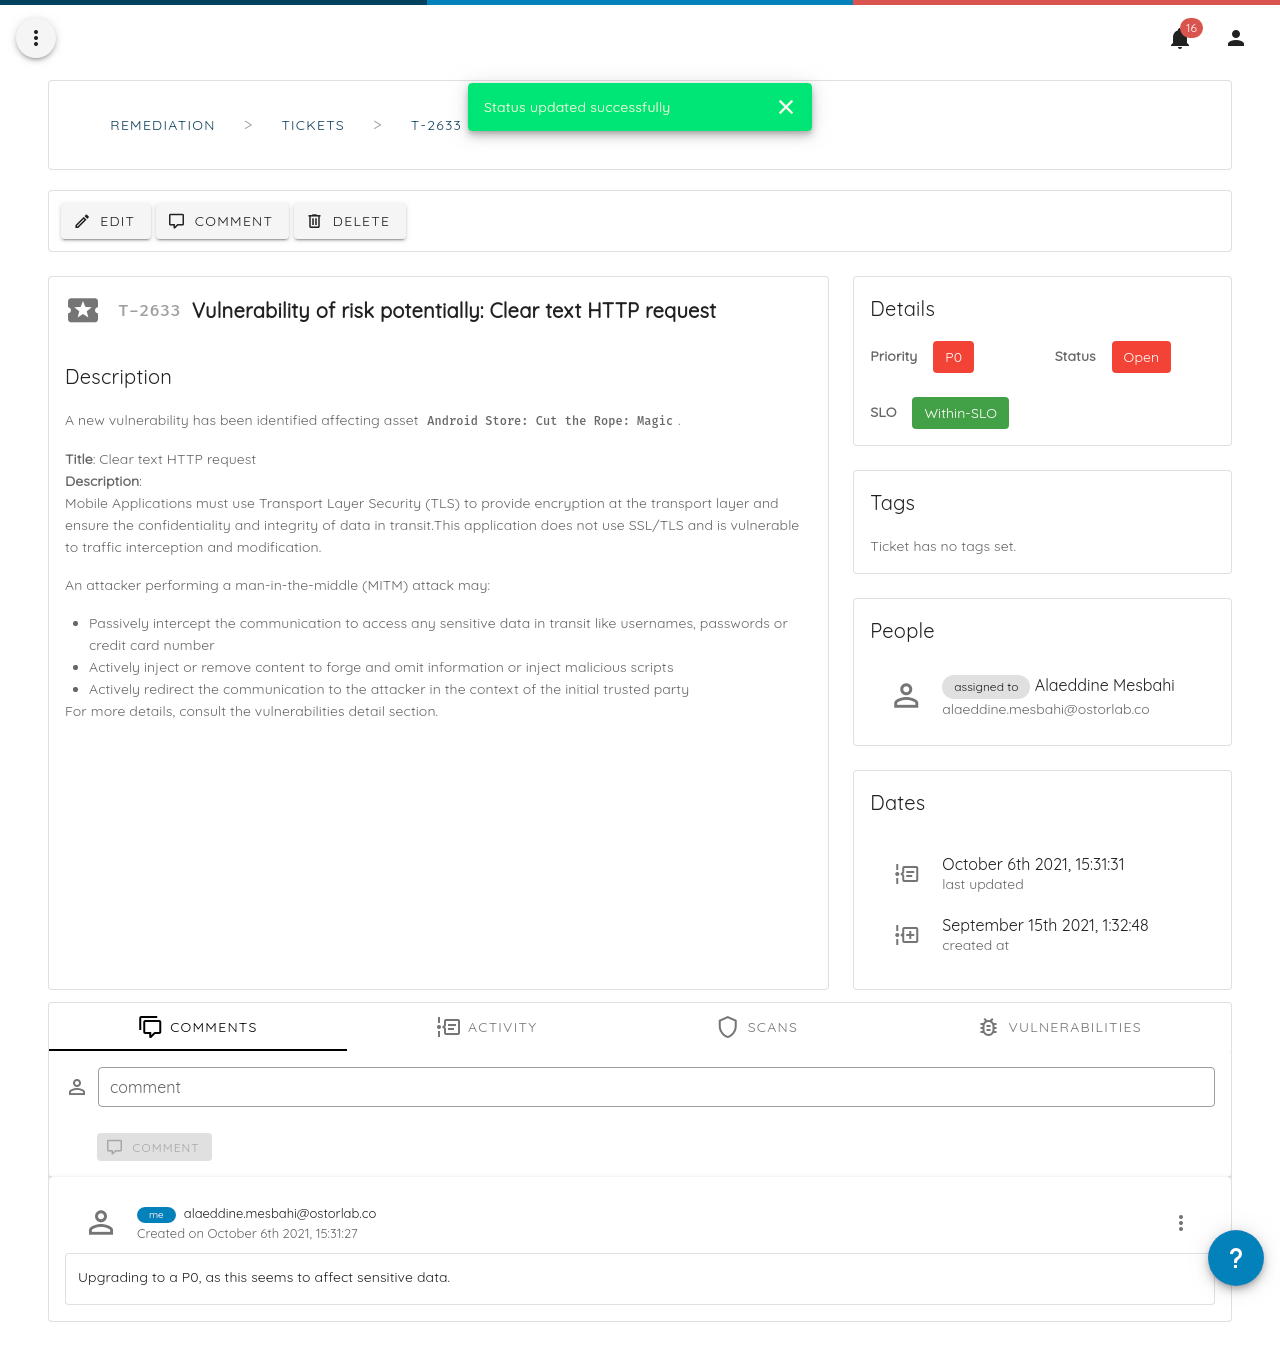 16
Status updated successfully
REMEDIATION > TICKETS > T-2633
EDIT COMMENT DELETE
T-2633 Vulnerability of risk potentially: Clear text HTTP request
Description
A new vulnerability has been identified affecting asset Android Store: Cut the Rope: Magic .
Title: Clear text HTTP request
Description:
Mobile Applications must use Transport Layer Security (TLS) to provide encryption at the transport layer and
ensure the confidentiality and integrity of data in transit.This application does not use SSL/TLS and is vulnerable
to traffic interception and modification.
An attacker performing a man-in-the-middle (MITM) attack may:
• Passively intercept the communication to access any sensitive data in transit like usernames, passwords or
credit card number
• Actively inject or remove content to forge and omit information or inject malicious scripts
• Actively redirect the communication to the attacker in the context of the initial trusted party
For more details, consult the vulnerabilities detail section.
Details
Priority P0 Status Open
SLO Within-SLO
Tags
Ticket has no tags set.
People
assigned to Alaeddine Mesbahi
alaeddine.mesbahi@ostorlab.co
Dates
October 6th 2021, 15:31:31
last updated
September 15th 2021, 1:32:48
created at
COMMENTS ACTIVITY SCANS VULNERABILITIES
comment
COMMENT
me alaeddine.mesbahi@ostorlab.co
Created on October 6th 2021, 15:31:27
Upgrading to a P0, as this seems to affect sensitive data.
?